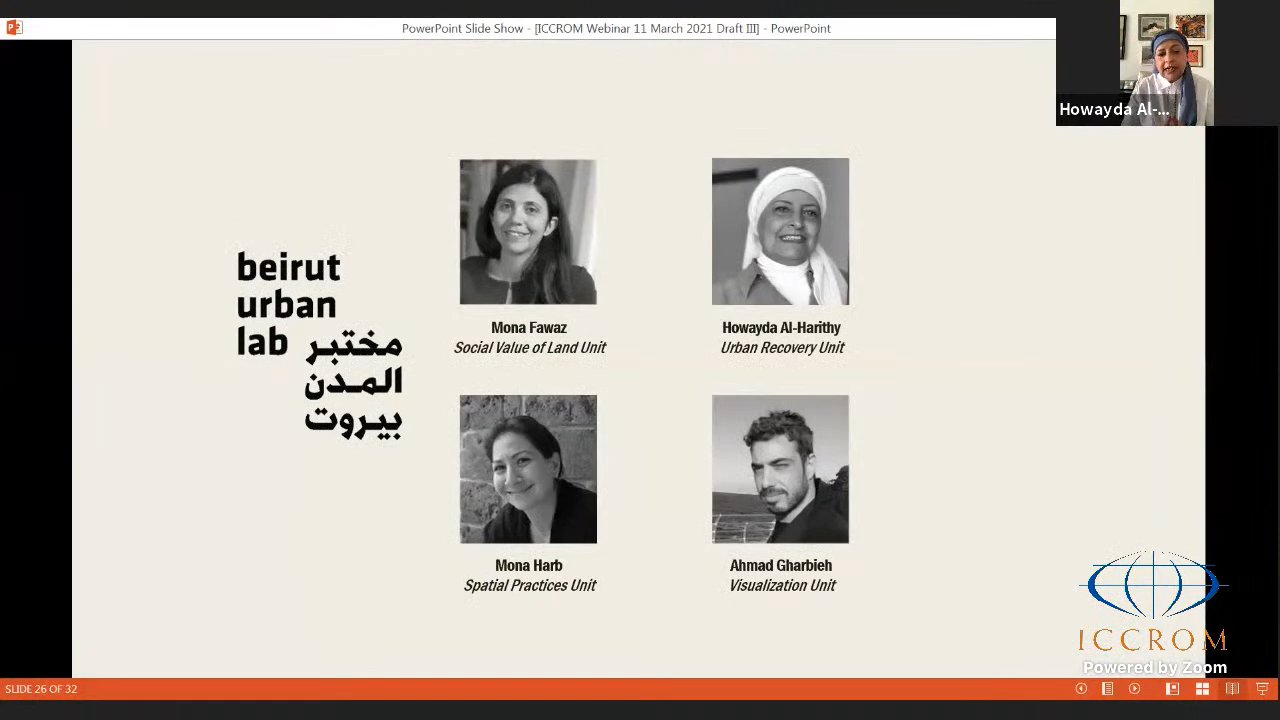 PowerPoint Slide Show - [ICCROM Webinar 11 March 2021 Draft III] - PowerPoint
Howayda Al-...
beirut
urban
lab
مختبر
المدن
بيروت
Mona Fawaz
Social Value of Land Unit
Howayda Al-Harithy
Urban Recovery Unit
Mona Harb
Spatial Practices Unit
Ahmad Gharbieh
Visualization Unit
ICCROM
Powered by Zoom
SLIDE 26 OF 32